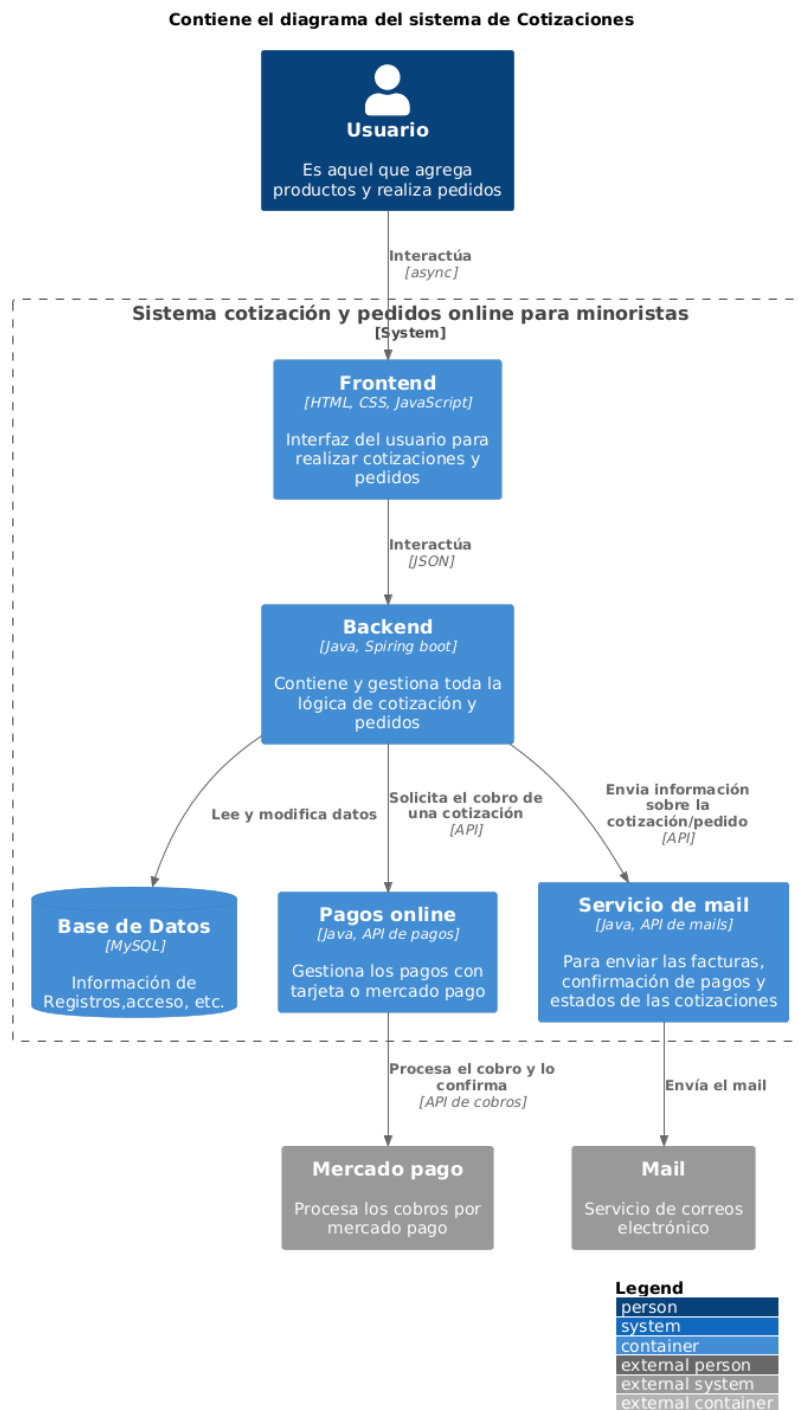 Contiene el diagrama del sistema de Cotizaciones
Usuario
Es aquel que agrega
productos y realiza pedidos
Interactúa
[async]
Sistema cotización y pedidos online para minoristas
[System]
Frontend
[HTML, CSS, JavaScript]
Interfaz del usuario para
realizar cotizaciones y
pedidos
Interactúa
[JSON]
Backend
[Java, Spiring boot]
Contiene y gestiona toda la
lógica de cotización y
pedidos
Lee y modifica datos
Solicita el cobro de
una cotización
[API]
Envia información
sobre la
cotización/pedido
[API]
Base de Datos
[MySQL]
Información de
Registros,acceso, etc.
Pagos online
[Java, API de pagos]
Gestiona los pagos con
tarjeta o mercado pago
Servicio de mail
[Java, API de mails]
Para enviar las facturas,
confirmación de pagos y
estados de las cotizaciones
Procesa el cobro y lo
confirma
[API de cobros]
Envía el mail
Mercado pago
Procesa los cobros por
mercado pago
Mail
Servicio de correos
electrónico
Legend
person
system
container
external person
external system
external container